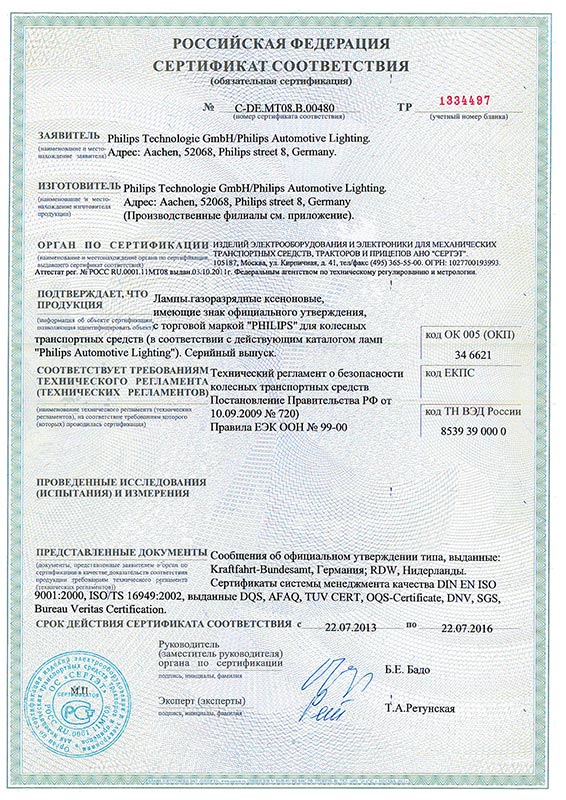 РОССИЙСКАЯ ФЕДЕРАЦИЯ
СЕРТИФИКАТ СООТВЕТСТВИЯ
(обязательная сертификация)
№ C-DE.MT08.B.00480 ТР 1334497
(номер сертификата соответствия) (учетный номер бланка)
ЗАЯВИТЕЛЬ Philips Technologie GmbH/Philips Automotive Lighting.
(наименование и место-
нахождение заявителя) Адрес: Aachen, 52068, Philips street 8, Germany.
ИЗГОТОВИТЕЛЬ Philips Technologie GmbH/Philips Automotive Lighting.
(наименование и место-
нахождение изготовителя Адрес: Aachen, 52068, Philips street 8, Germany
продукции) (Производственные филиалы см. приложение).
ОРГАН ПО СЕРТИФИКАЦИИ ИЗДЕЛИЙ ЭЛЕКТРООБОРУДОВАНИЯ И ЭЛЕКТРОНИКИ ДЛЯ МЕХАНИЧЕСКИХ
(наименование и местонахождения органа по сертификации, ТРАНСПОРТНЫХ СРЕДСТВ, ТРАКТОРОВ И ПРИЦЕПОВ АНО "СЕРТЭТ".
выдавшего сертификат соответствия) 105187, Москва, ул. Кирпичная, д. 41, тел/факс (495) 365-55-00. ОГРН: 1027700193993.
Аттестат рег. № РОСС RU.0001.11МТ08 выдан.03.10.2011г. Федеральным агентством по техническому регулированию и метрологии.
ПОДТВЕРЖДАЕТ, ЧТО
ПРОДУКЦИЯ Лампы.газоразрядные ксеноновые,
(информация об объекте сертификации, имеющие знак официального утверждения,
позволяющая идентифицировать объект) с торговой маркой "PHILIPS" для колесных
транспортных средств (в соответствии с действующим каталогом ламп
"Philips Automotive Lighting"). Серийный выпуск.
код ОК 005 (ОКП)
34 6621
СООТВЕТСТВУЕТ ТРЕБОВАНИЯМ Технический регламент о безопасности
ТЕХНИЧЕСКОГО РЕГЛАМЕНТА колесных транспортных средств
(ТЕХНИЧЕСКИХ РЕГЛАМЕНТОВ) Постановление Правительства РФ от
(наименование технического регламента (технических 10.09.2009 № 720)
регламентов), на соответствие требованиям которого
(которых) проводилась сертификация) Правила ЕЭК ООН № 99-00
код ЕКПС
код ТН ВЭД России
8539 39 000 0
ПРОВЕДЕННЫЕ ИССЛЕДОВАНИЯ
(ИСПЫТАНИЯ) И ИЗМЕРЕНИЯ
ПРЕДСТАВЛЕННЫЕ ДОКУМЕНТЫ Сообщения об официальном утверждении типа, выданные:
(документы, представленные заявителем в орган по
сертификации в качестве доказательств соответствия Kraftfahrt-Bundesamt, Германия; RDW, Нидерланды.
продукции требованиям технического регламента
(технических регламентов)) Сертификаты системы менеджмента качества DIN EN ISO
9001:2000, ISO/TS 16949:2002, выданные DQS, AFAQ, TUV CERT, OQS-Certificate, DNV, SGS,
Bureau Veritas Certification.
СРОК ДЕЙСТВИЯ СЕРТИФИКАТА СООТВЕТСТВИЯ с 22.07.2013 по 22.07.2016
Руководитель
(заместитель руководителя)
органа по сертификации Б.Е. Бадо
подпись, инициалы, фамилия
Эксперт (эксперты) Т.А.Ретунская
подпись, инициалы, фамилия
М.П
ОС «СЕРТЭТ»
СЕРТИФИКАТОВ
РОСС RU.0001.11МТ08